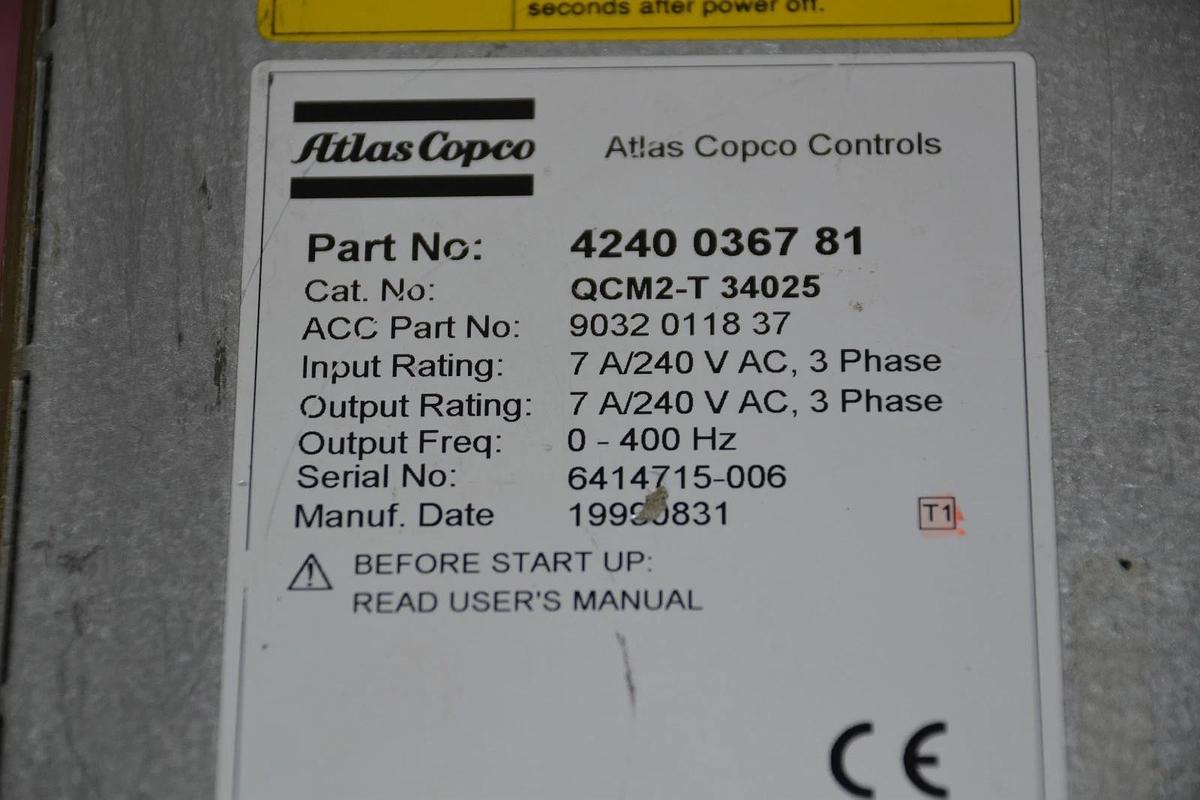 seconds after power off.
Atlas Copco Atlas Copco Controls
Part No: 4240 0367 81
Cat. No: QCM2-T 34025
ACC Part No: 9032 0118 37
Input Rating: 7 A/240 V AC, 3 Phase
Output Rating: 7 A/240 V AC, 3 Phase
Output Freq: 0 - 400 Hz
Serial No: 6414715-006
Manuf. Date 19990831
T1
BEFORE START UP:
READ USER'S MANUAL
CE